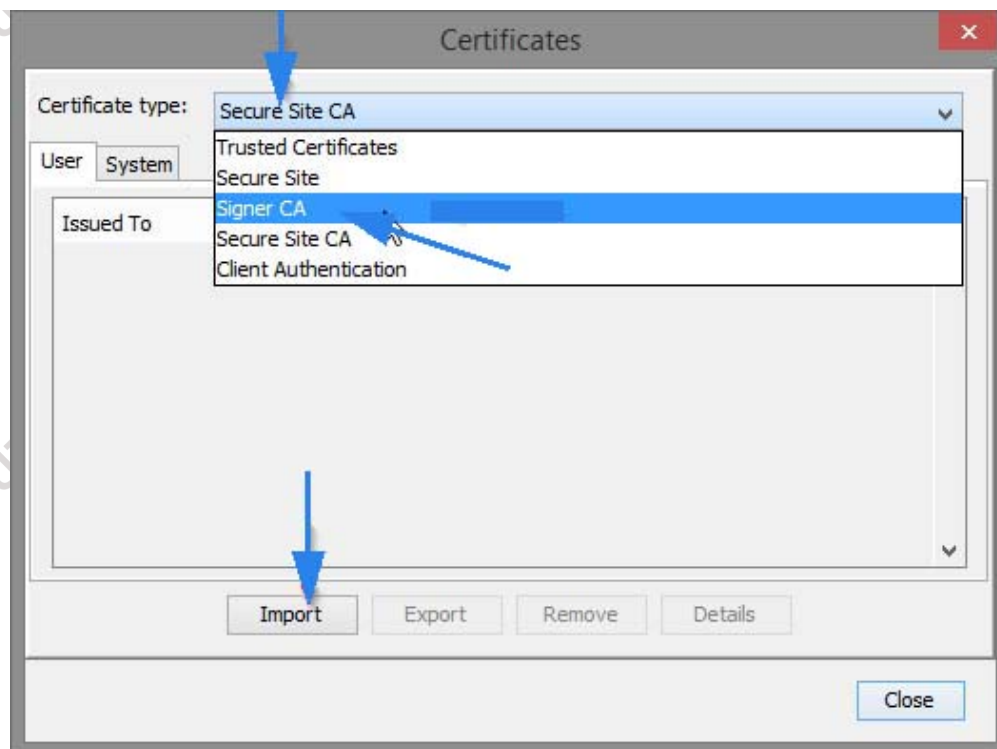 Certificates
Certificate type:
Secure Site CA
Trusted Certificates
Secure Site
Signer CA
Secure Site CA
Client Authentication
User
System
Issued To
Import
Export
Remove
Details
Close